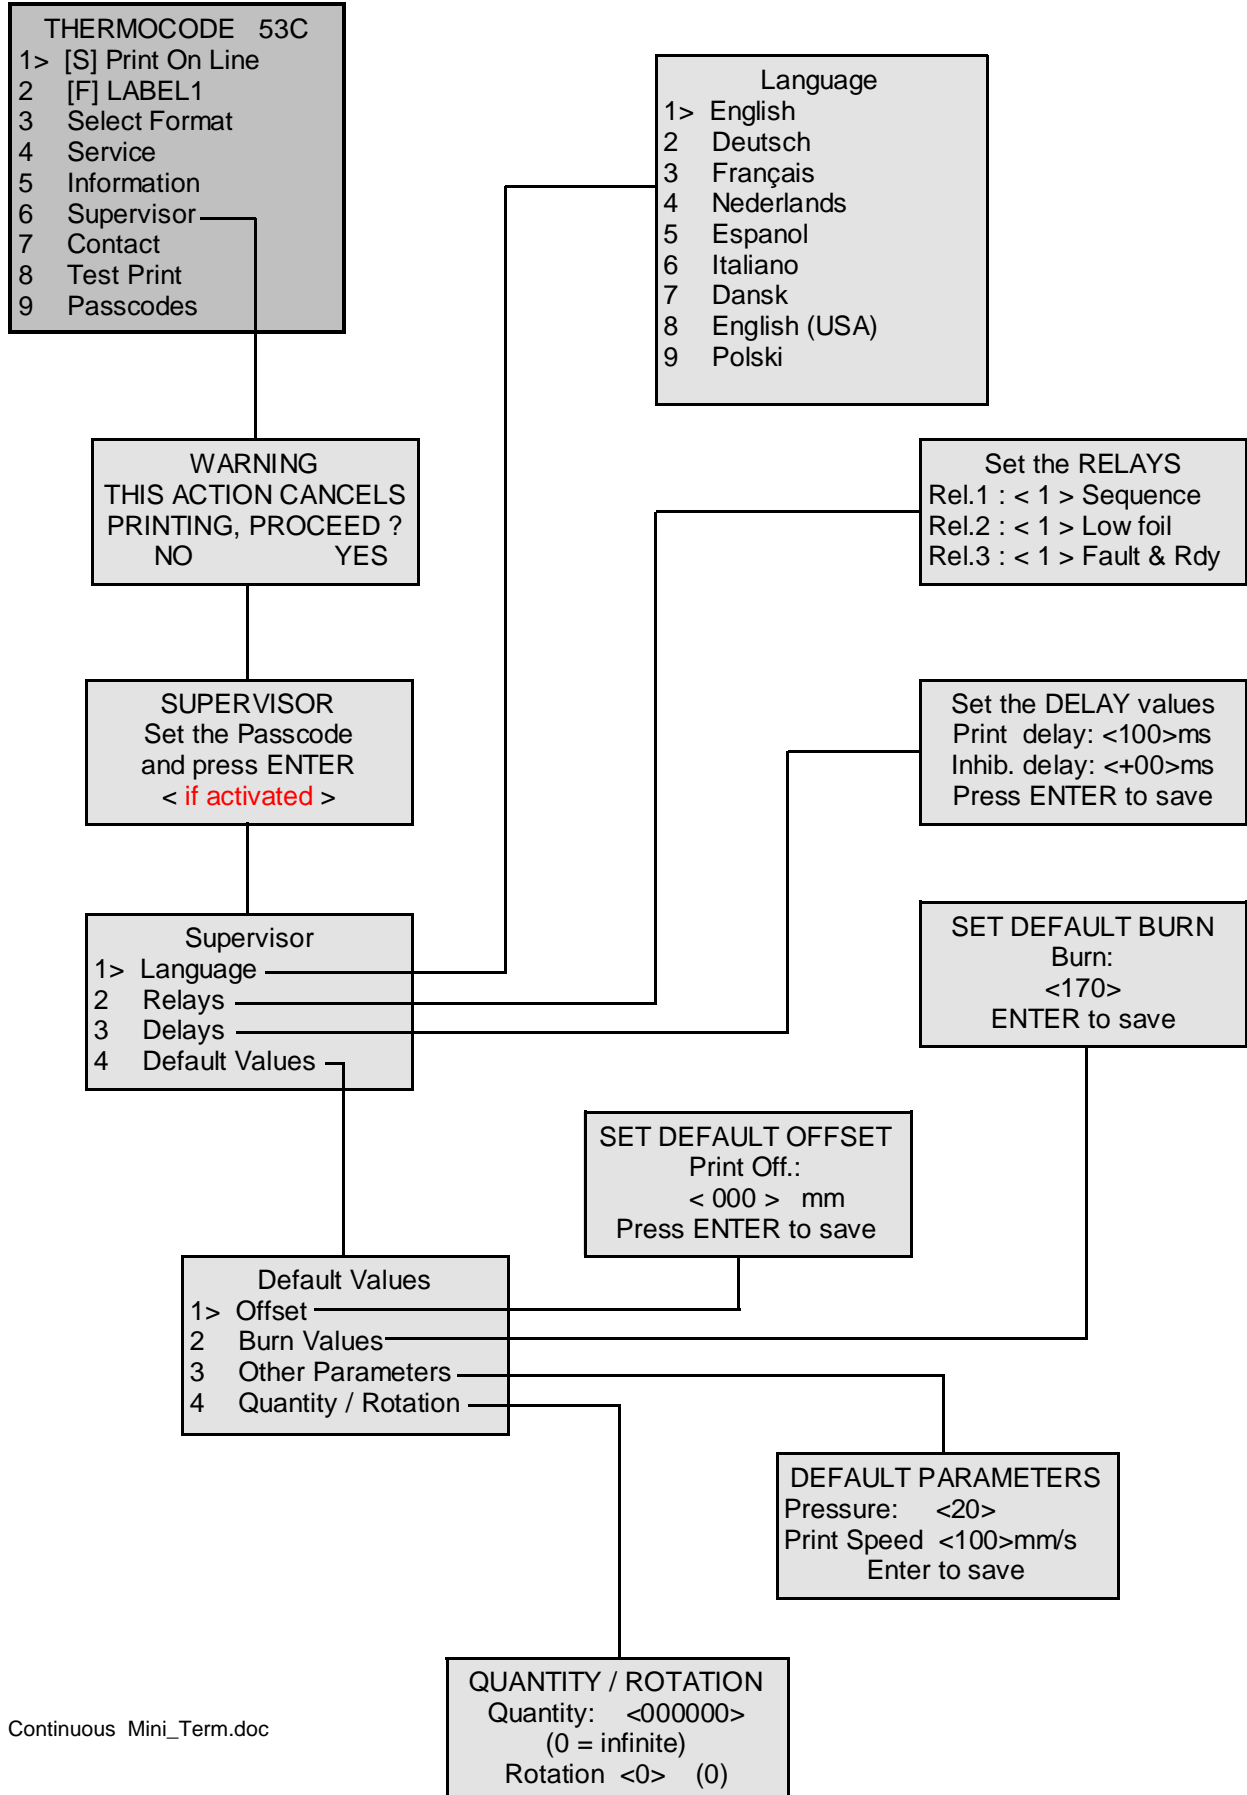 THERMOCODE 53C
1> [S] Print On Line
2 [F] LABEL1
3 Select Format
4 Service
5 Information
6 Supervisor
7 Contact
8 Test Print
9 Passcodes
Language
1> English
2 Deutsch
3 Français
4 Nederlands
5 Espanol
6 Italiano
7 Dansk
8 English (USA)
9 Polski
WARNING
THIS ACTION CANCELS
PRINTING, PROCEED ?
NO YES
Set the RELAYS
Rel.1 : < 1 > Sequence
Rel.2 : < 1 > Low foil
Rel.3 : < 1 > Fault & Rdy
SUPERVISOR
Set the Passcode
and press ENTER
< if activated >
Set the DELAY values
Print delay: <100>ms
Inhib. delay: <+00>ms
Press ENTER to save
Supervisor
1> Language
2 Relays
3 Delays
4 Default Values
SET DEFAULT BURN
Burn:
<170>
ENTER to save
SET DEFAULT OFFSET
Print Off.:
< 000 > mm
Press ENTER to save
Default Values
1> Offset
2 Burn Values
3 Other Parameters
4 Quantity / Rotation
DEFAULT PARAMETERS
Pressure: <20>
Print Speed <100>mm/s
Enter to save
QUANTITY / ROTATION
Quantity: <000000>
(0 = infinite)
Rotation <0> (0)
Continuous Mini_Term.doc